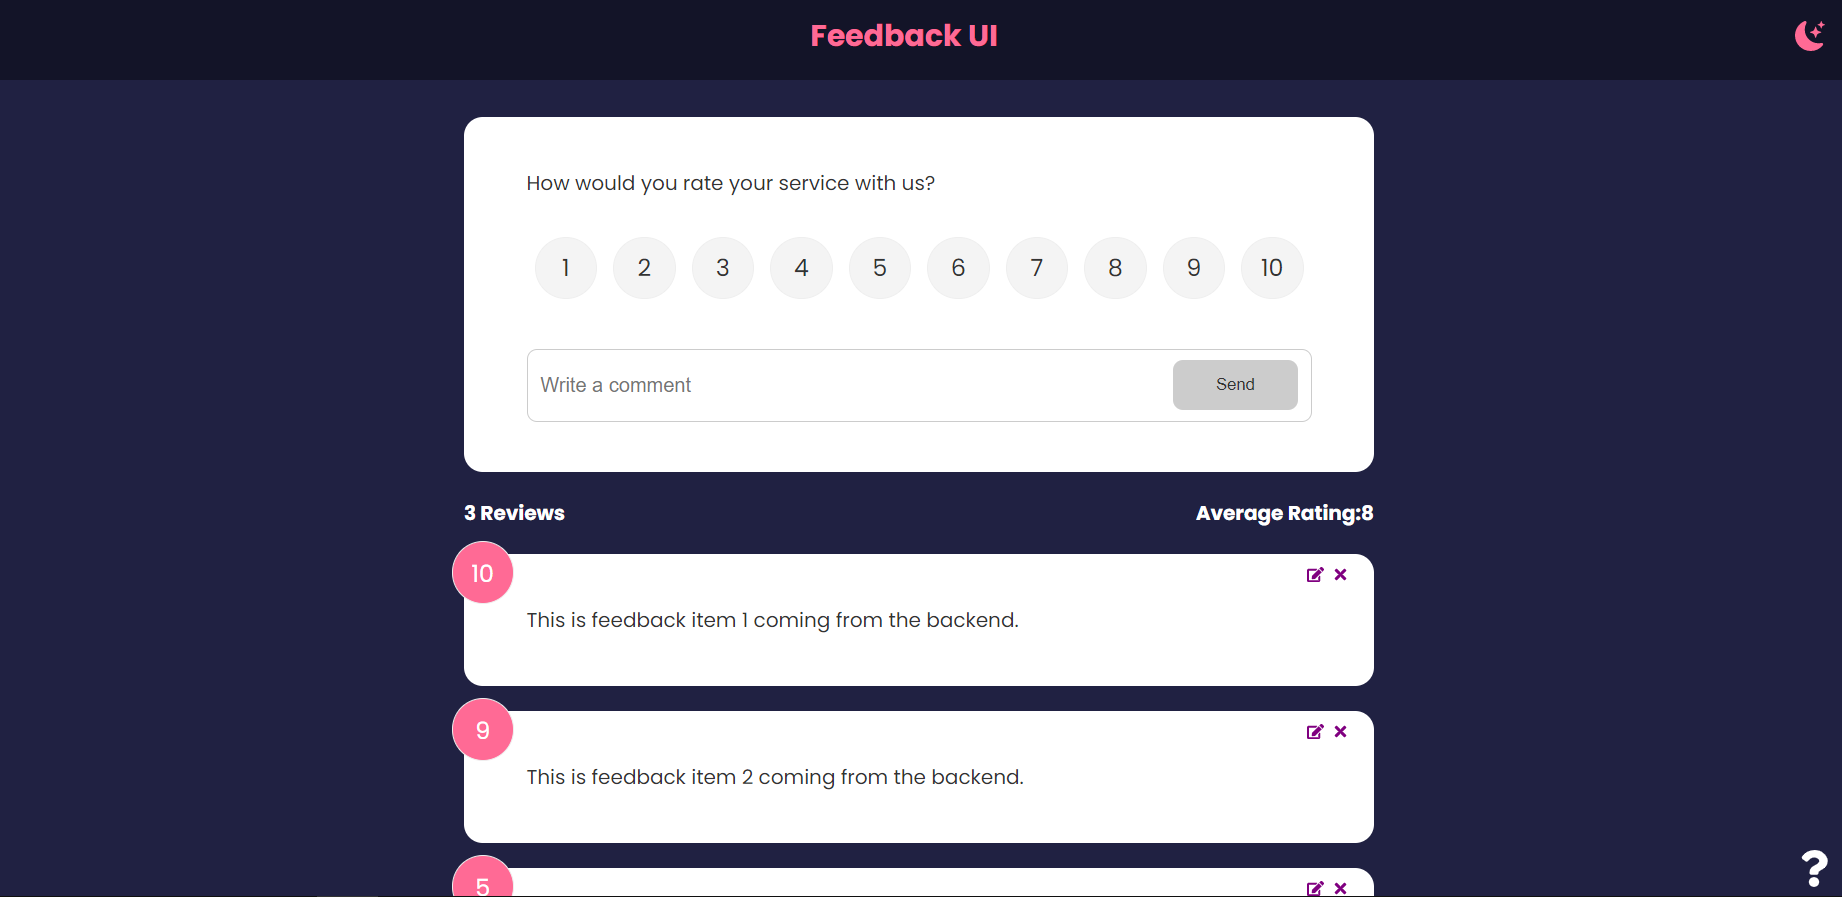 Feedback UI
How would you rate your service with us?
1 2 3 4 5 6 7 8 9 10
Write a comment
Send
3 Reviews
Average Rating:8
10
This is feedback item 1 coming from the backend.
9
This is feedback item 2 coming from the backend.
5
?